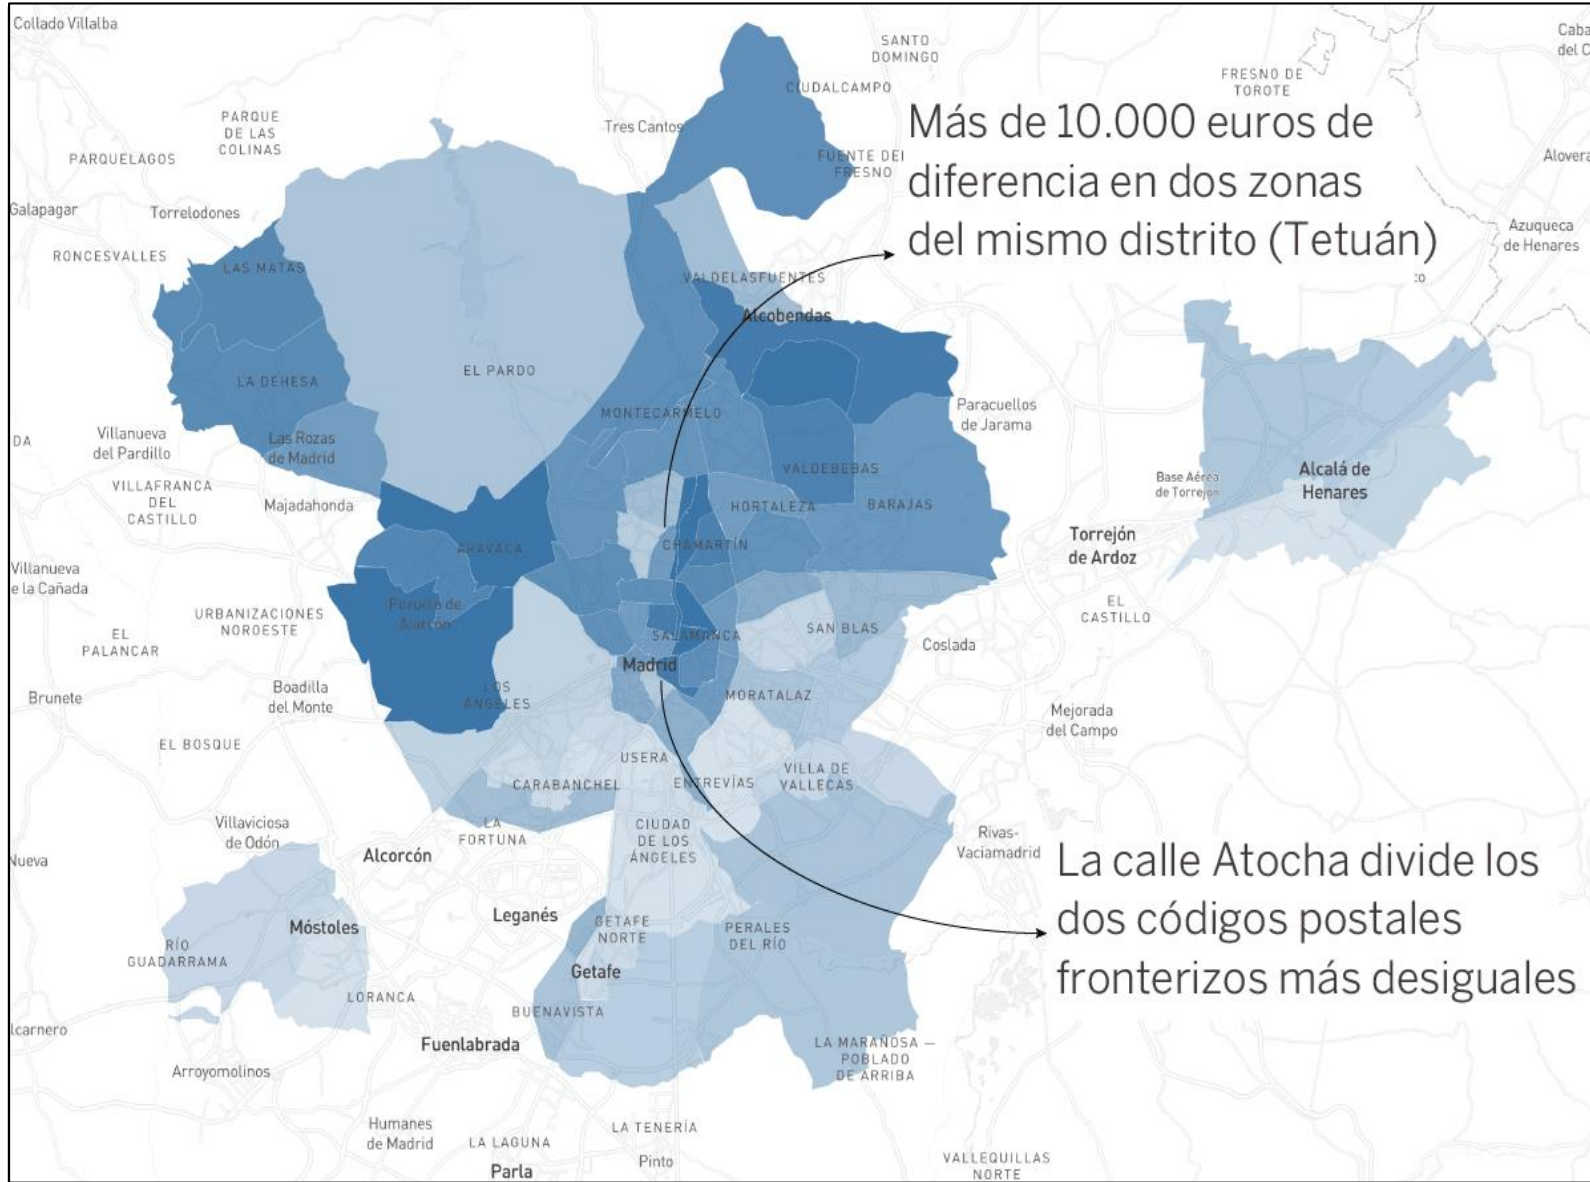 Collado Villalba
SANTO
DOMINGO
Caba
del C
CIUDALCAMPO
FRESNO DE
TOROTE
PARQUE
DE LAS
COLINAS
Tres Cantos
Más de 10.000 euros de
diferencia en dos zonas
del mismo distrito (Tetuán)
PARQUELAGOS
FUENTE DEL
FRESNO
Alovera
Galapagar
Torrelodones
Azuqueca
de Henares
RONCESVALLES
LAS MATAS
VALDELASFUENTES
co
Alcobendas
EL PARDO
LA DEHESA
Paracuellos
de Jarama
MONTECARMELO
DA
Villanueva
del Pardillo
Las Rozas
de Madrid
VALDEBEBAS
Base Aérea
de Torrejón
Alcalá de
Henares
VILLAFRANCA
DEL
CASTILLO
Majadahonda
HORTALEZA
BARAJAS
ARAVACA
CHAMARTÍN
Torrejón
de Ardoz
Villanueva
e la Cañada
URBANIZACIONES
NOROESTE
Pozuelo de
Alarcón
EL
CASTILLO
EL
PALANCAR
SALAMANCA
SAN BLAS
Coslada
Madrid
Brunete
Boadilla
del Monte
LOS
ÁNGELES
MORATALAZ
Mejorada
del Campo
EL BOSQUE
USERA
CARABANCHEL
ENTREVÍAS
VILLA DE
VALLECAS
Villaviciosa
de Odón
LA
FORTUNA
CIUDAD
DE LOS
ÁNGELES
Rivas-
Vaciamadrid
Nueva
Alcorcón
La calle Atocha divide los
dos códigos postales
fronterizos más desiguales
Leganés
Móstoles
GETAFE
NORTE
PERALES
DEL RÍO
RÍO
GUADARRAMA
Getafe
LORANCA
BUENAVISTA
lcarnero
Fuenlabrada
LA MARAÑOSA —
POBLADO
DE ARRIBA
Arroyomolinos
Humanes
de Madrid
LA LAGUNA
LA TENERÍA
Parla
Pinto
VALLEQUILLAS
NORTE